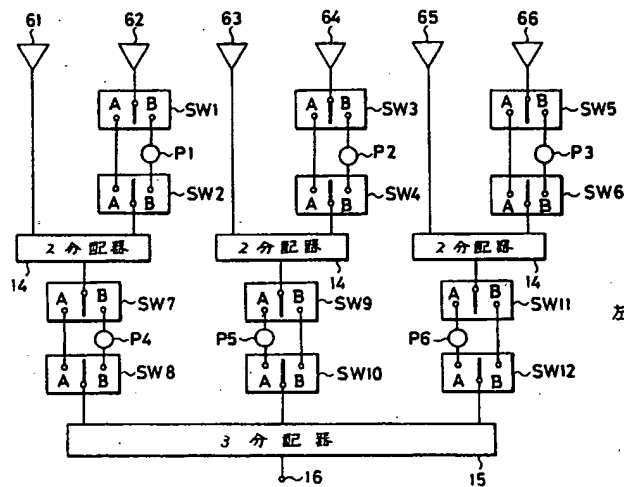 61 62 63 64 65 66
A B SW1 A B SW3 A B SW5
P1 P2 P3
A B SW2 A B SW4 A B SW6
2分配器 2分配器 2分配器
14 14 14
A B SW7 A B SW9 A B SW11
左
P4 P5 P6
A B SW8 A B SW10 A B SW12
3分配器
16 15